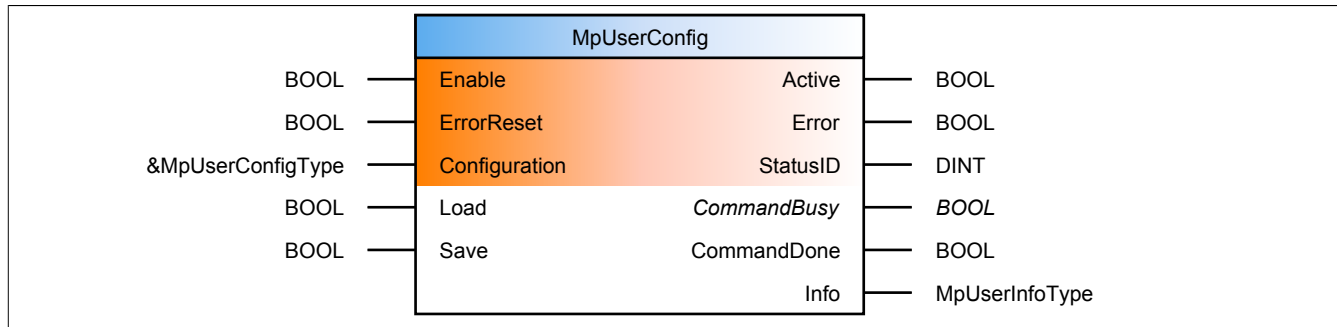 MpUserConfig
BOOL Enable Active BOOL
BOOL ErrorReset Error BOOL
&MpUserConfigType Configuration StatusID DINT
BOOL Load CommandBusy BOOL
BOOL Save CommandDone BOOL
Info MpUserInfoType